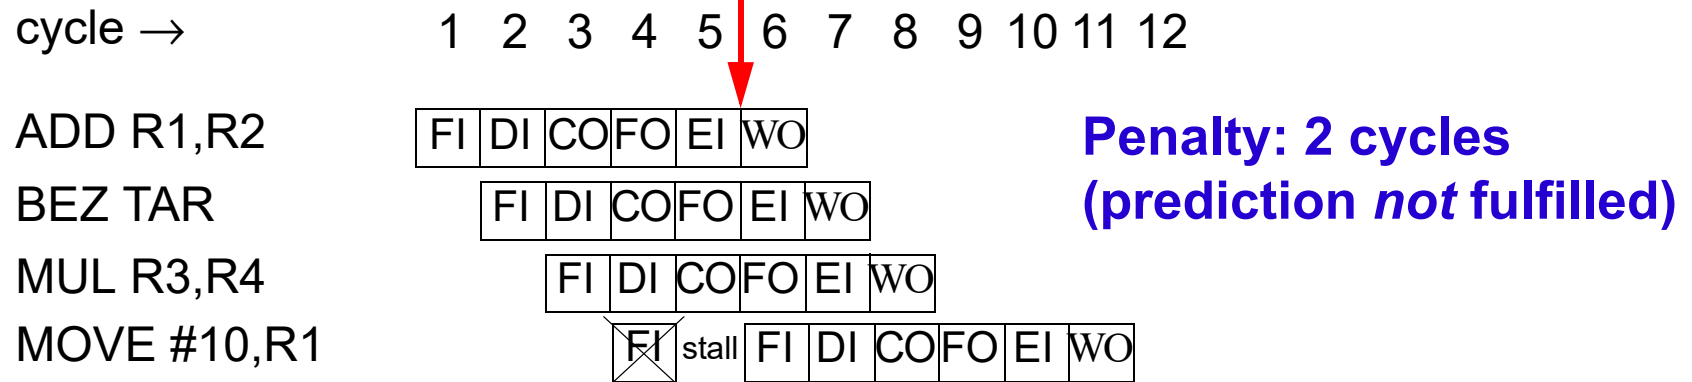 cycle → 1 2 3 4 5 6 7 8 9 10 11 12
ADD R1,R2 FI DI CO FO EI WO
Penalty: 2 cycles
BEZ TAR FI DI CO FO EI WO
(prediction not fulfilled)
MUL R3,R4 FI DI CO FO EI WO
MOVE #10,R1 FI stall FI DI CO FO EI WO